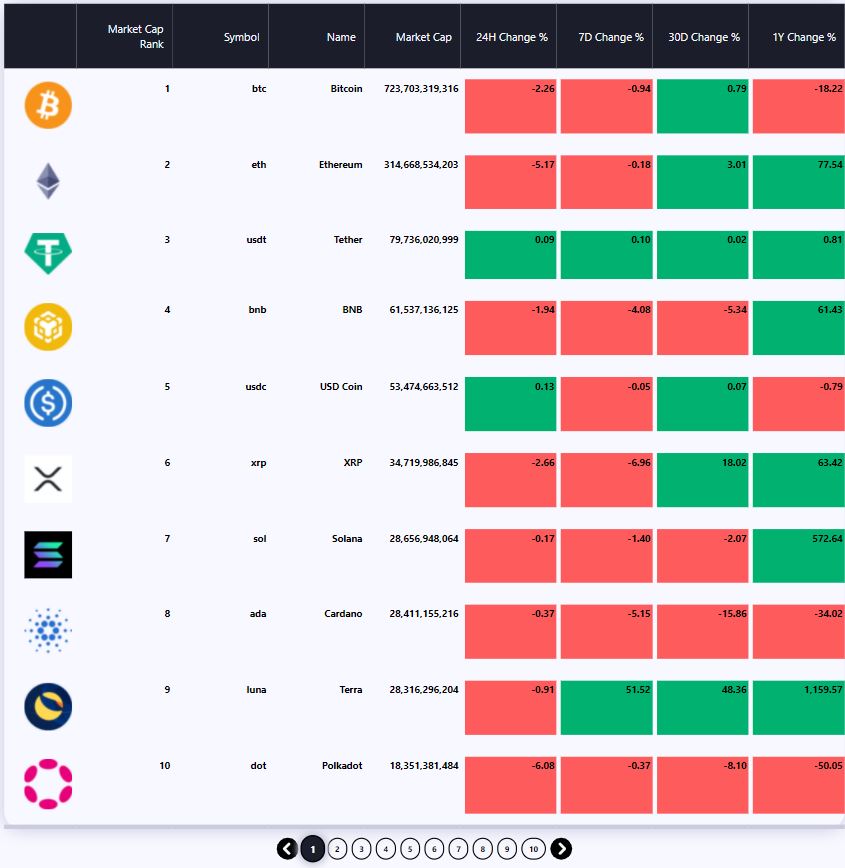 Market Cap Rank Symbol Name Market Cap 24H Change % 7D Change % 30D Change % 1Y Change %
1 btc Bitcoin 723,703,319,316 -2.26 -0.94 0.79 -18.22
2 eth Ethereum 314,668,534,203 -5.17 -0.18 3.01 77.54
3 usdt Tether 79,736,020,999 0.09 0.10 0.02 0.81
4 bnb BNB 61,537,136,125 -1.94 -4.08 -5.34 61.43
5 usdc USD Coin 53,474,663,512 0.13 -0.05 0.07 -0.79
6 xrp XRP 34,719,986,845 -2.66 -6.96 18.02 63.42
7 sol Solana 28,656,948,064 -0.17 -1.40 -2.07 572.64
8 ada Cardano 28,411,155,216 -0.37 -5.15 -15.86 -34.02
9 luna Terra 28,316,296,204 -0.91 51.52 48.36 1,159.57
10 dot Polkadot 18,351,381,484 -6.08 -0.37 -8.10 -50.05
1 2 3 4 5 6 7 8 9 10